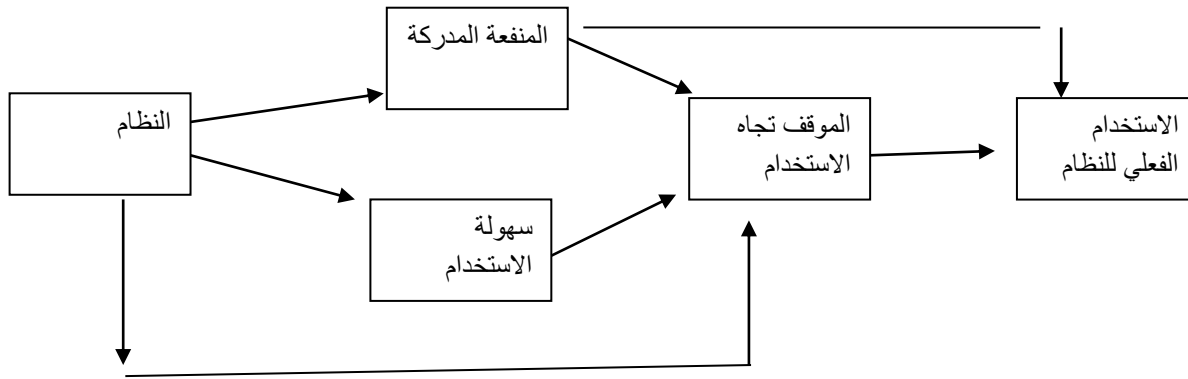 المنفعة المدركة
النظام
الموقف تجاه
الاستخدام
الاستخدام
الفعلي للنظام
سهولة
الاستخدام